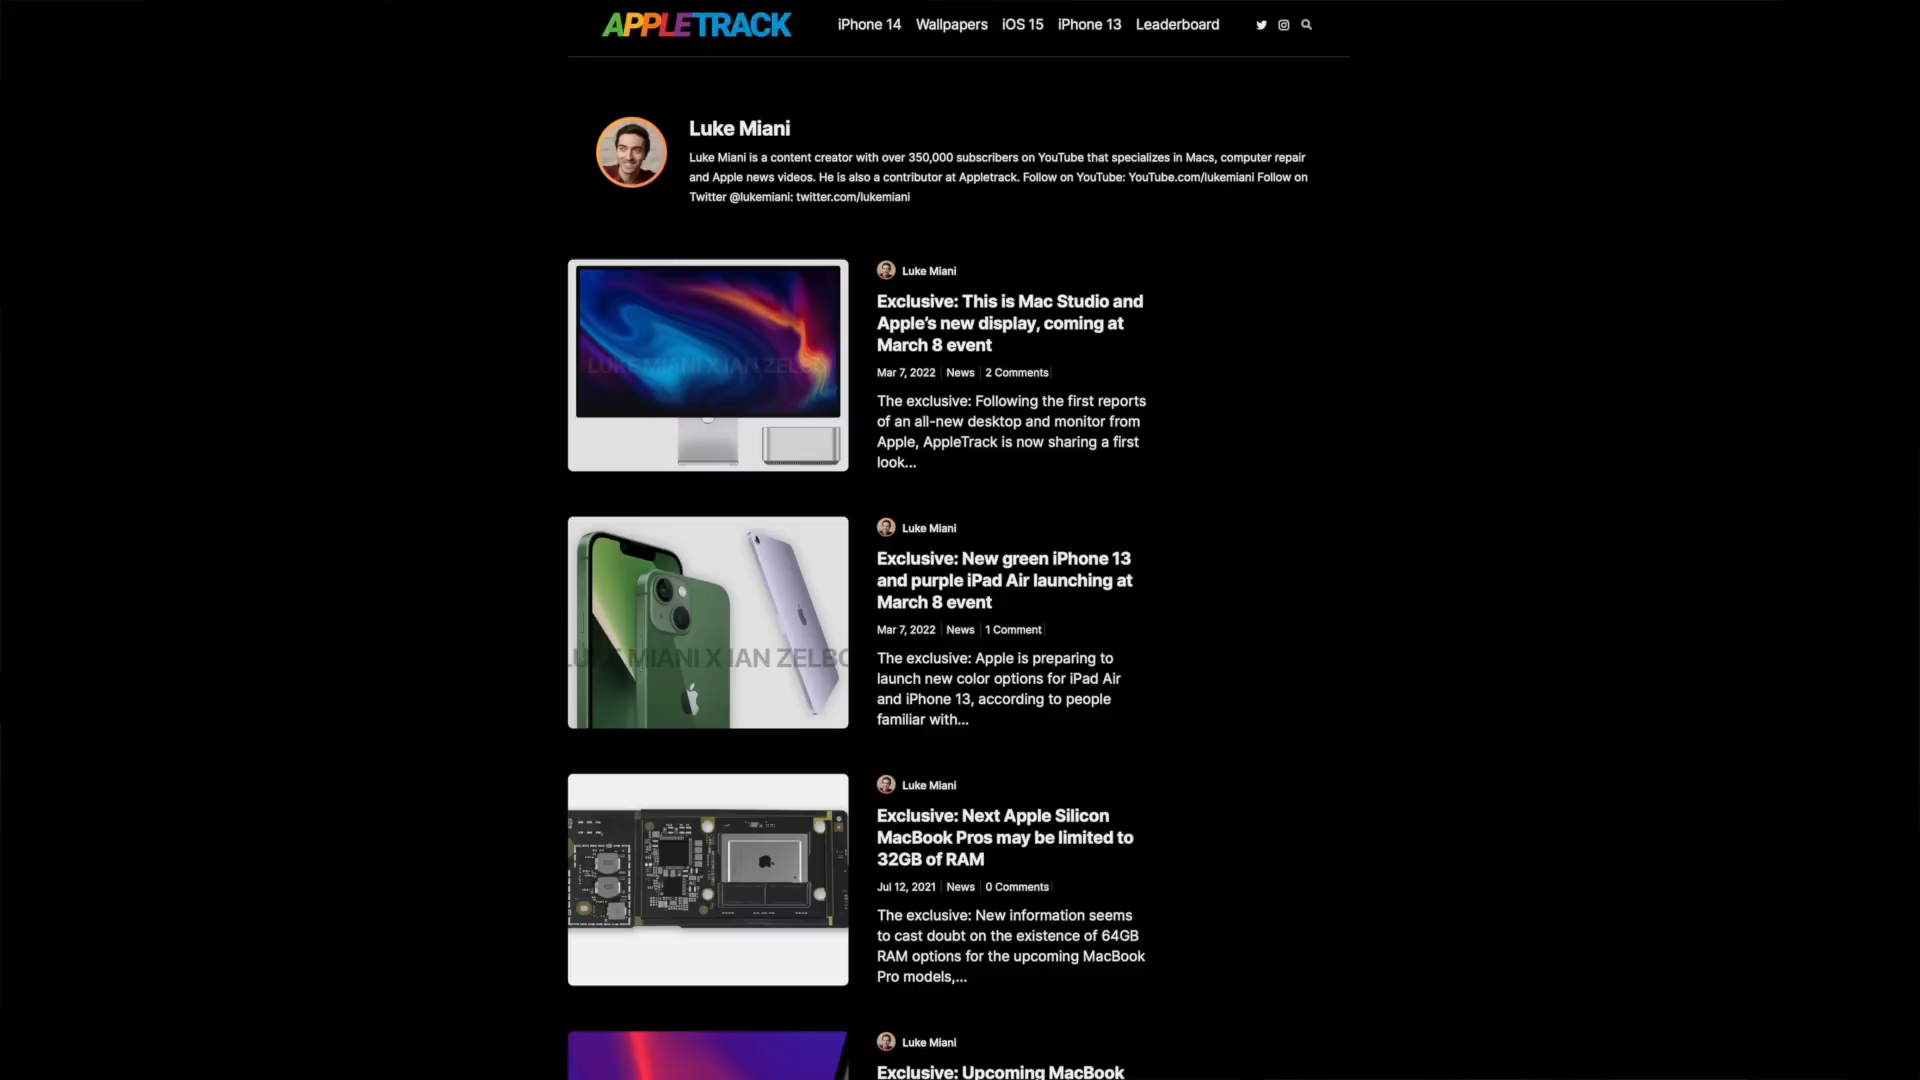 APPLETRACK
iPhone 14 Wallpapers iOS 15 iPhone 13 Leaderboard
Luke Miani
Luke Miani is a content creator with over 350,000 subscribers on YouTube that specializes in Macs, computer repair
and Apple news videos. He is also a contributor at Appletrack. Follow on YouTube: YouTube.com/lukemiani Follow on
Twitter @lukemiani: twitter.com/lukemiani
LUKE MIANI X IAN ZELBO
Luke Miani
Exclusive: This is Mac Studio and
Apple’s new display, coming at
March 8 event
Mar 7, 2022 News 2 Comments
The exclusive: Following the first reports
of an all-new desktop and monitor from
Apple, AppleTrack is now sharing a first
look...
LUKE MIANI X IAN ZELBO
Luke Miani
Exclusive: New green iPhone 13
and purple iPad Air launching at
March 8 event
Mar 7, 2022 News 1 Comment
The exclusive: Apple is preparing to
launch new color options for iPad Air
and iPhone 13, according to people
familiar with...
Luke Miani
Exclusive: Next Apple Silicon
MacBook Pros may be limited to
32GB of RAM
Jul 12, 2021 News 0 Comments
The exclusive: New information seems
to cast doubt on the existence of 64GB
RAM options for the upcoming MacBook
Pro models,...
Luke Miani
Exclusive: Upcoming MacBook